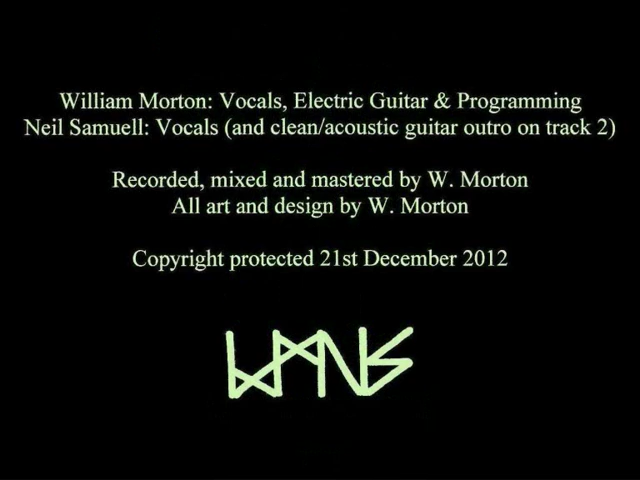 William Morton: Vocals, Electric Guitar & Programming
Neil Samuell: Vocals (and clean/acoustic guitar outro on track 2)
Recorded, mixed and mastered by W. Morton
All art and design by W. Morton
Copyright protected 21st December 2012